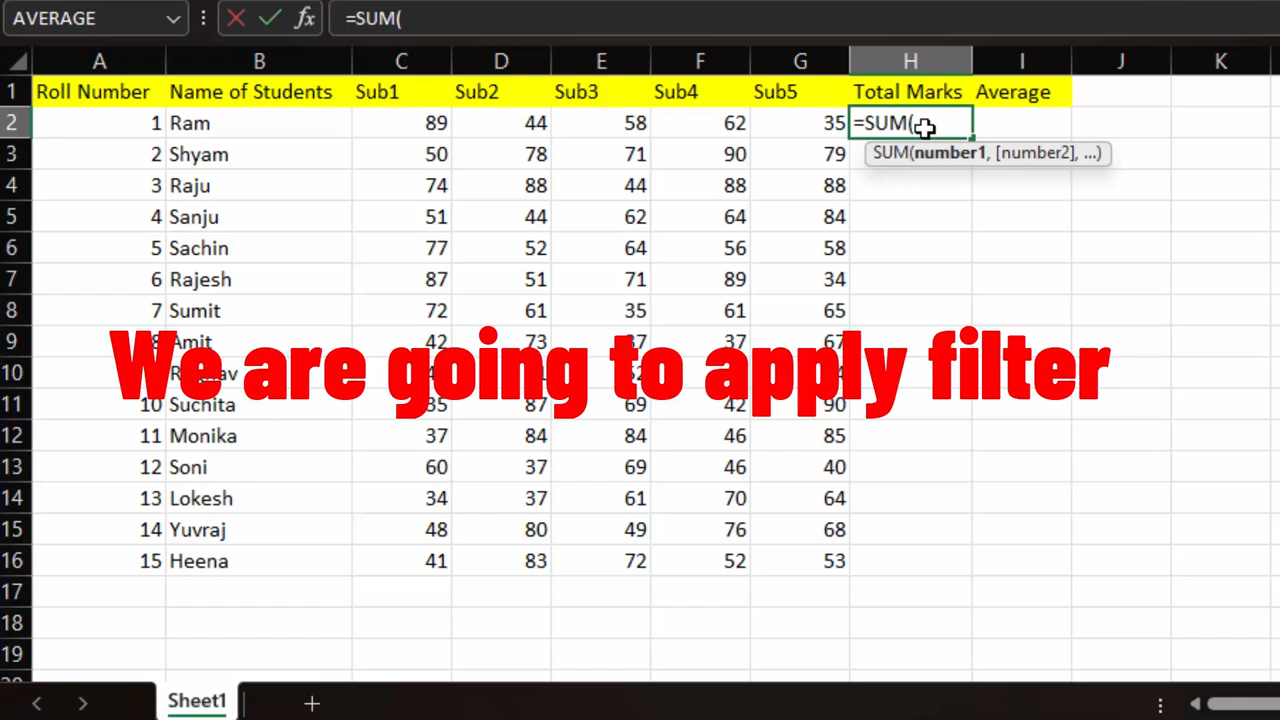 AVERAGE fx =SUM(
A B C D E F G H I J K
1 Roll Number Name of Students Sub1 Sub2 Sub3 Sub4 Sub5 Total Marks Average
2 1 Ram 89 44 58 62 35 =SUM(
SUM(number1, [number2], ...)
3 2 Shyam 50 78 71 90 79
4 3 Raju 74 88 44 88 88
5 4 Sanju 51 44 62 64 84
6 5 Sachin 77 52 64 56 58
7 6 Rajesh 87 51 71 89 34
8 7 Sumit 72 61 35 61 65
9 Amit 42 73 37 67
We are going to apply filter
10
11 10 Suchita 35 87 69 42 90
12 11 Monika 37 84 84 46 85
13 12 Soni 60 37 69 46 40
14 13 Lokesh 34 37 61 70 64
15 14 Yuvraj 48 80 49 76 68
16 15 Heena 41 83 72 52 53
17
18
19
Sheet1